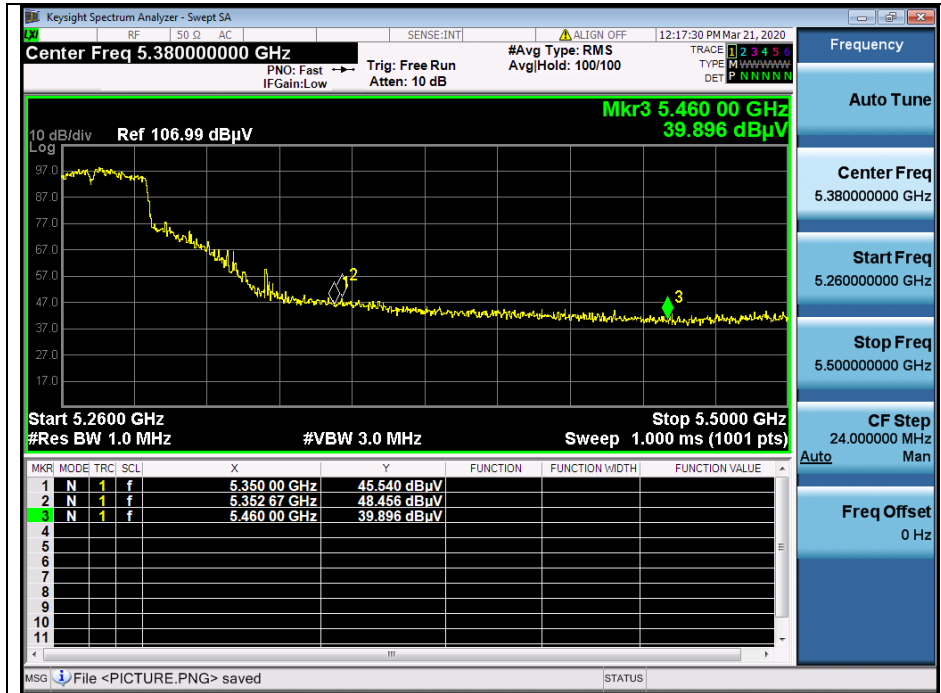 Keysight Spectrum Analyzer - Swept SA
LXI RF 50 Ω AC SENSE:INT ALIGN OFF 12:17:30 PM Mar 21, 2020
Center Freq 5.380000000 GHz
PNO: Fast
IFGain:Low
Trig: Free Run
Atten: 10 dB
#Avg Type: RMS
Avg|Hold: 100/100
TRACE 1 2 3 4 5 6
TYPE M WWWWW
DET P N N N N N
Mkr3 5.460 00 GHz
39.896 dBµV
10 dB/div Ref 106.99 dBµV
Log
97.0
87.0
77.0
67.0
57.0
47.0
37.0
27.0
17.0
2
3
Start 5.2600 GHz Stop 5.5000 GHz
#Res BW 1.0 MHz #VBW 3.0 MHz Sweep 1.000 ms (1001 pts)
MKR MODE TRC SCL X Y FUNCTION FUNCTION WIDTH FUNCTION VALUE
1 N 1 f 5.350 00 GHz 45.540 dBµV
2 N 1 f 5.352 67 GHz 48.456 dBµV
3 N 1 f 5.460 00 GHz 39.896 dBµV
4
5
6
7
8
9
10
11
MSG File <PICTURE.PNG> saved STATUS
Frequency
Auto Tune
Center Freq
5.380000000 GHz
Start Freq
5.260000000 GHz
Stop Freq
5.500000000 GHz
CF Step
24.000000 MHz
Auto Man
Freq Offset
0 Hz